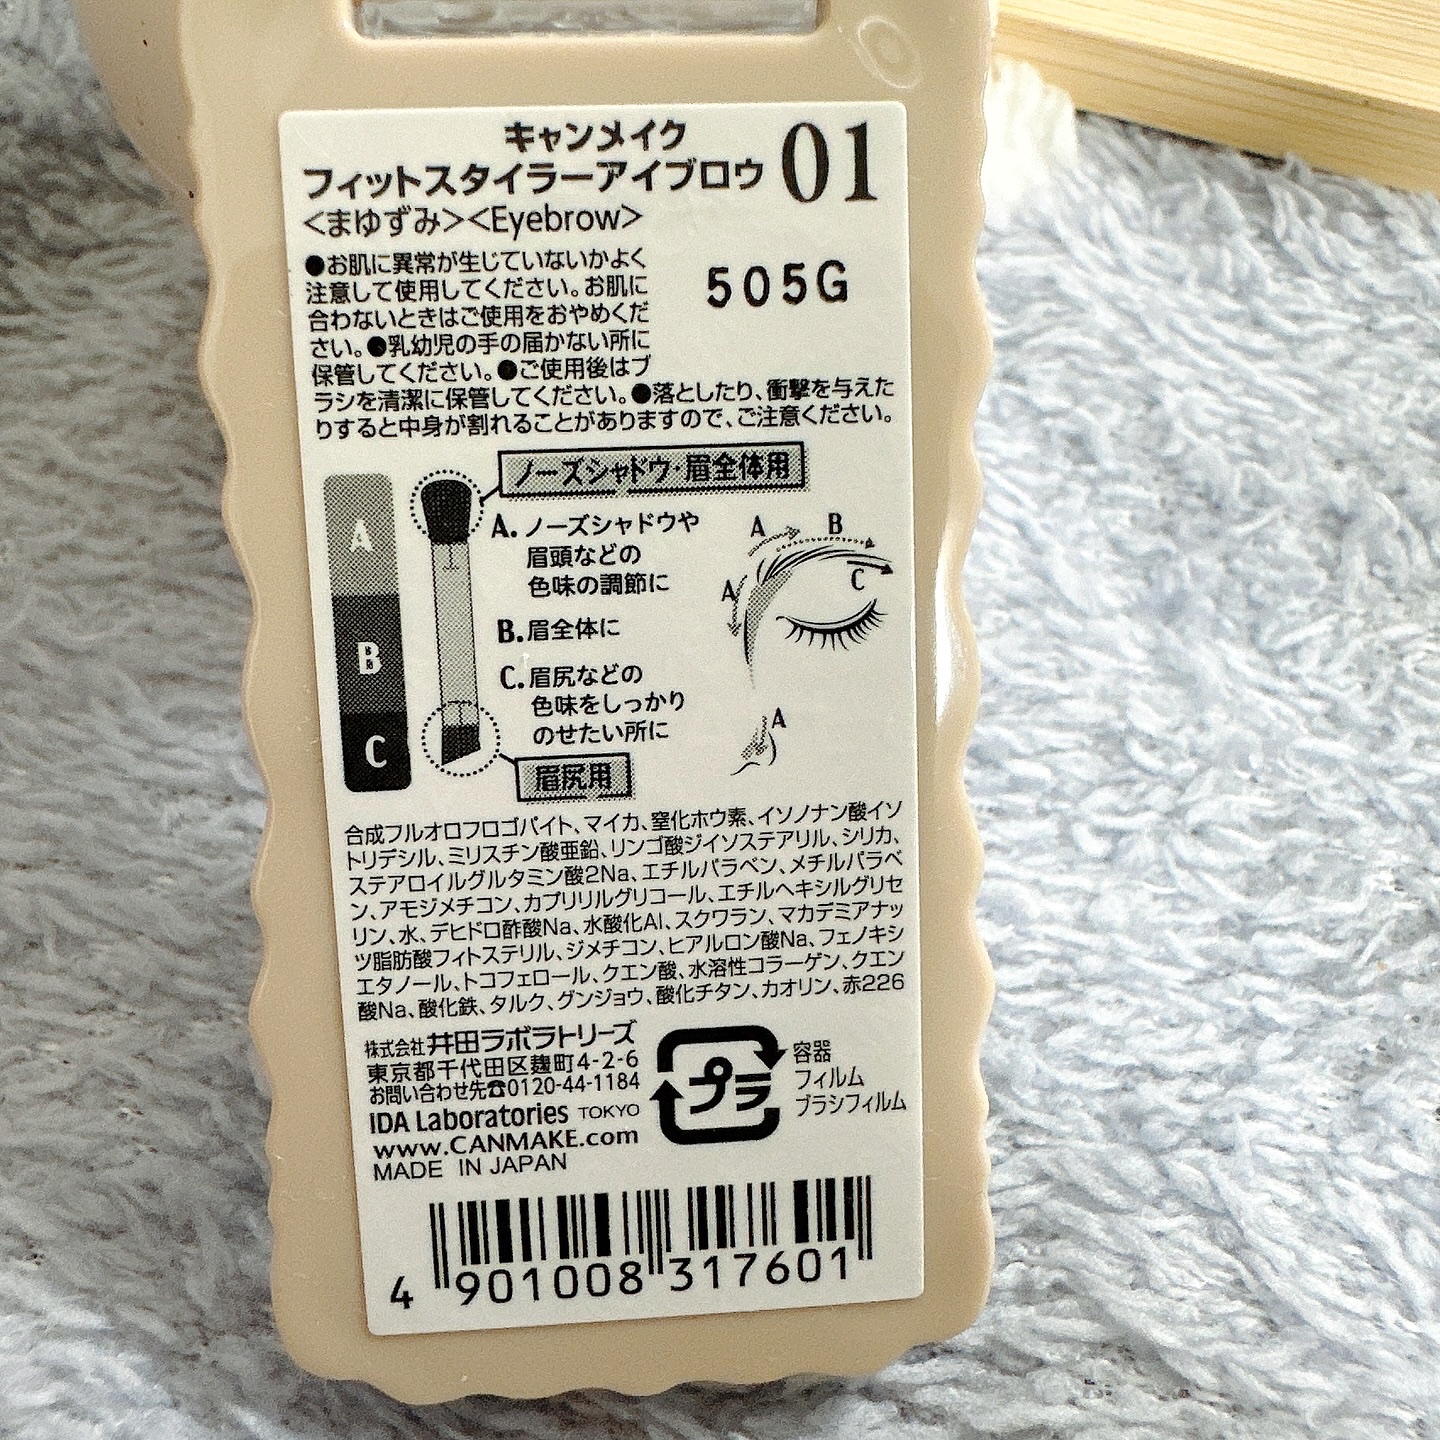 キャンメイク
フィットスタイラーアイブロウ 01
<まゆずみ><Eyebrow>
505G
●お肌に異常が生じていないかよく
注意して使用してください。お肌に
合わないときはご使用をおやめくだ
さい。●乳幼児の手の届かない所に
保管してください。●ご使用後はブ
ラシを清潔に保管してください。●落としたり、衝撃を与えた
りすると中身が割れることがありますので、ご注意ください。
ノーズシャドウ・眉全体用
A
B
C
A.ノーズシャドウや
眉頭などの
色味の調節に
B.眉全体に
C.眉尻などの
色味をしっかり
のせたい所に
眉尻用
A B
C
A
A
合成フルオロフロゴパイト、マイカ、窒化ホウ素、イソノナン酸イソ
トリデシル、ミリスチン酸亜鉛、リンゴ酸ジイソステアリル、シリカ、
ステアロイルグルタミン酸2Na、エチルパラベン、メチルパラベ
ン、アモジメチコン、カプリリルグリコール、エチルヘキシルグリセ
リン、水、デヒドロ酢酸Na、水酸化Al、スクワラン、マカデミアナッ
ツ脂肪酸フィトステリル、ジメチコン、ヒアルロン酸Na、フェノキシ
エタノール、トコフェロール、クエン酸、水溶性コラーゲン、クエン
酸Na、酸化鉄、タルク、グンジョウ、酸化チタン、カオリン、赤226
株式会社井田ラボラトリーズ
東京都千代田区麹町4-2-6
お問い合わせ先☎0120-44-1184
IDA Laboratories TOKYO
www.CANMAKE.com
MADE IN JAPAN
プラ
容器
フィルム
ブラシフィルム
4 901008 317601